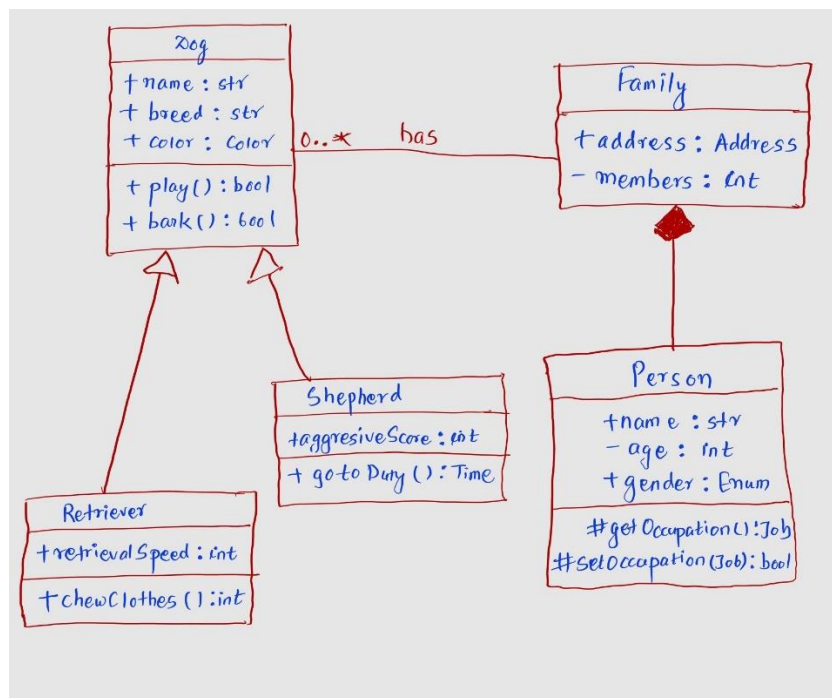 Dog
+name : str
+ breed : str
+ color : Color
+ play() : bool
+ bark() : bool
0..* has
Family
+address : Address
- members : int
Shepherd
+aggresiveScore : int
+ goto Duty() : Time
Person
+name : str
- age : int
+gender : Enum
#getOccupation() : Job
#SetOccupation(Job) : bool
Retriever
+retrievalSpeed : int
+chewClothes () : int